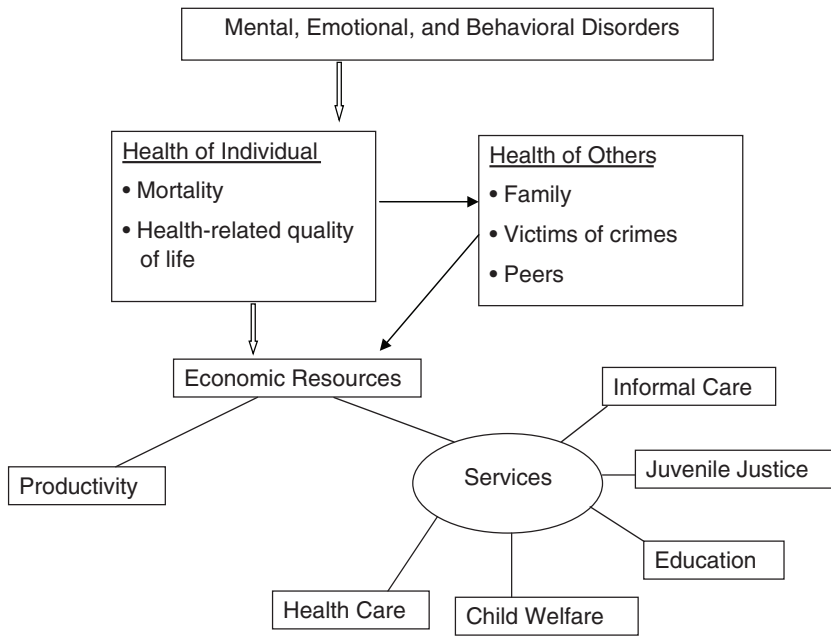 Mental, Emotional, and Behavioral Disorders
Health of Individual
• Mortality
• Health-related quality
of life
Health of Others
• Family
• Victims of crimes
• Peers
Economic Resources
Informal Care
Productivity
Services
Juvenile Justice
Education
Health Care
Child Welfare